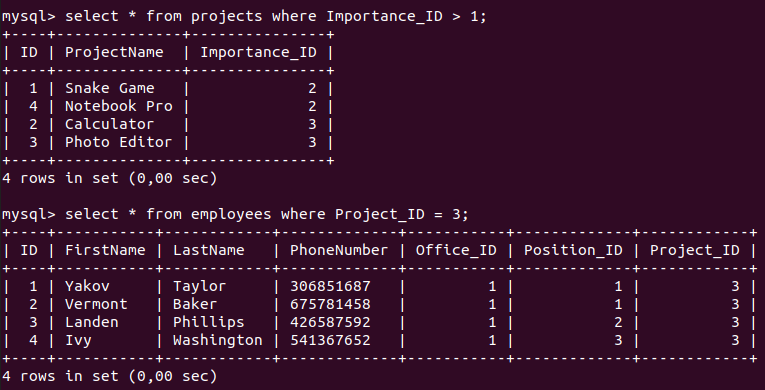 mysql> select * from projects where Importance_ID > 1;
+----+--------------+---------------+
| ID | ProjectName  | Importance_ID |
+----+--------------+---------------+
|  1 | Snake Game   |             2 |
|  4 | Notebook Pro |             2 |
|  2 | Calculator   |             3 |
|  3 | Photo Editor |             3 |
+----+--------------+---------------+
4 rows in set (0,00 sec)
mysql> select * from employees where Project_ID = 3;
+----+-----------+------------+-------------+-----------+-------------+------------+
| ID | FirstName | LastName   | PhoneNumber | Office_ID | Position_ID | Project_ID |
+----+-----------+------------+-------------+-----------+-------------+------------+
|  1 | Yakov     | Taylor     | 306851687   |         1 |           1 |          3 |
|  2 | Vermont   | Baker      | 675781458   |         1 |           1 |          3 |
|  3 | Landen    | Phillips   | 426587592   |         1 |           2 |          3 |
|  4 | Ivy       | Washington | 541367652   |         1 |           3 |          3 |
+----+-----------+------------+-------------+-----------+-------------+------------+
4 rows in set (0,00 sec)